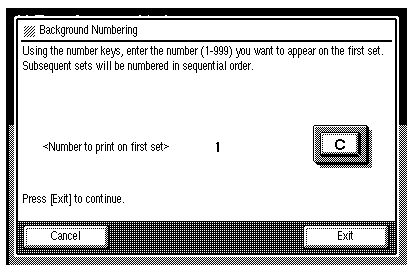 Background Numbering
Using the number keys, enter the number (1-999) you want to appear on the first set.
Subsequent sets will be numbered in sequential order.
<Number to print on first set> 1 C
Press [Exit] to continue.
Cancel Exit